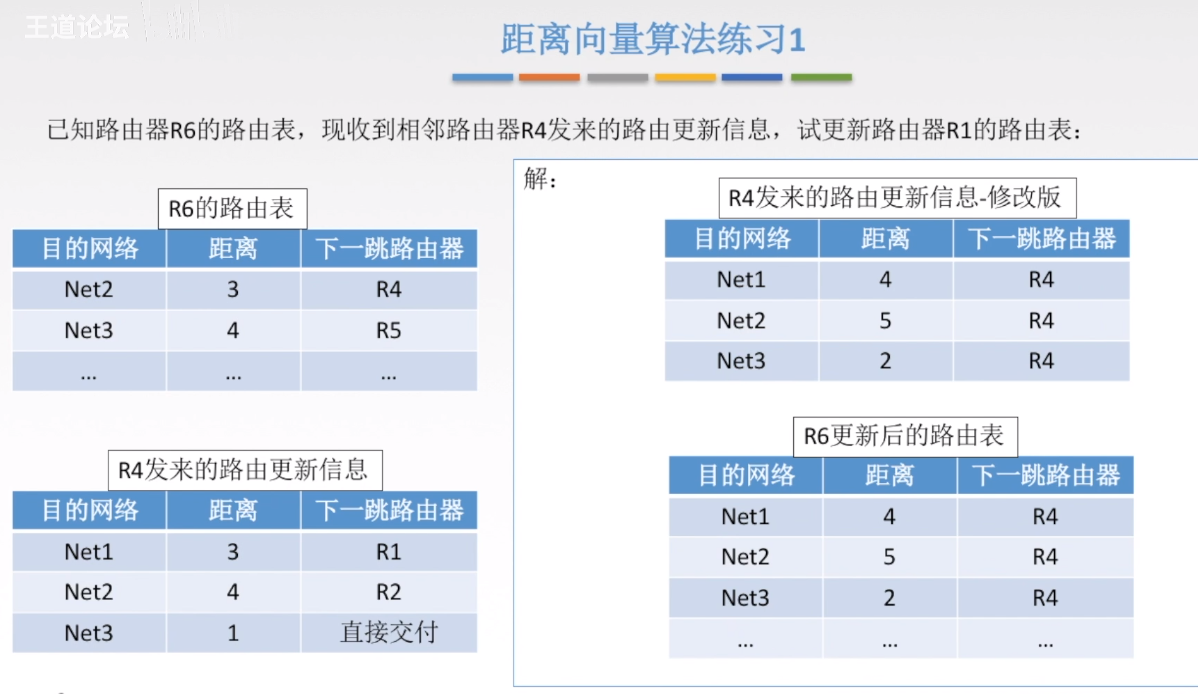 王道论坛
距离向量算法练习1
已知路由器R6的路由表，现收到相邻路由器R4发来的路由更新信息，试更新路由器R1的路由表：
R6的路由表
目的网络 距离 下一跳路由器
Net2 3 R4
Net3 4 R5
... ... ...
R4发来的路由更新信息
目的网络 距离 下一跳路由器
Net1 3 R1
Net2 4 R2
Net3 1 直接交付
解：
R4发来的路由更新信息-修改版
目的网络 距离 下一跳路由器
Net1 4 R4
Net2 5 R4
Net3 2 R4
R6更新后的路由表
目的网络 距离 下一跳路由器
Net1 4 R4
Net2 5 R4
Net3 2 R4
... ... ...